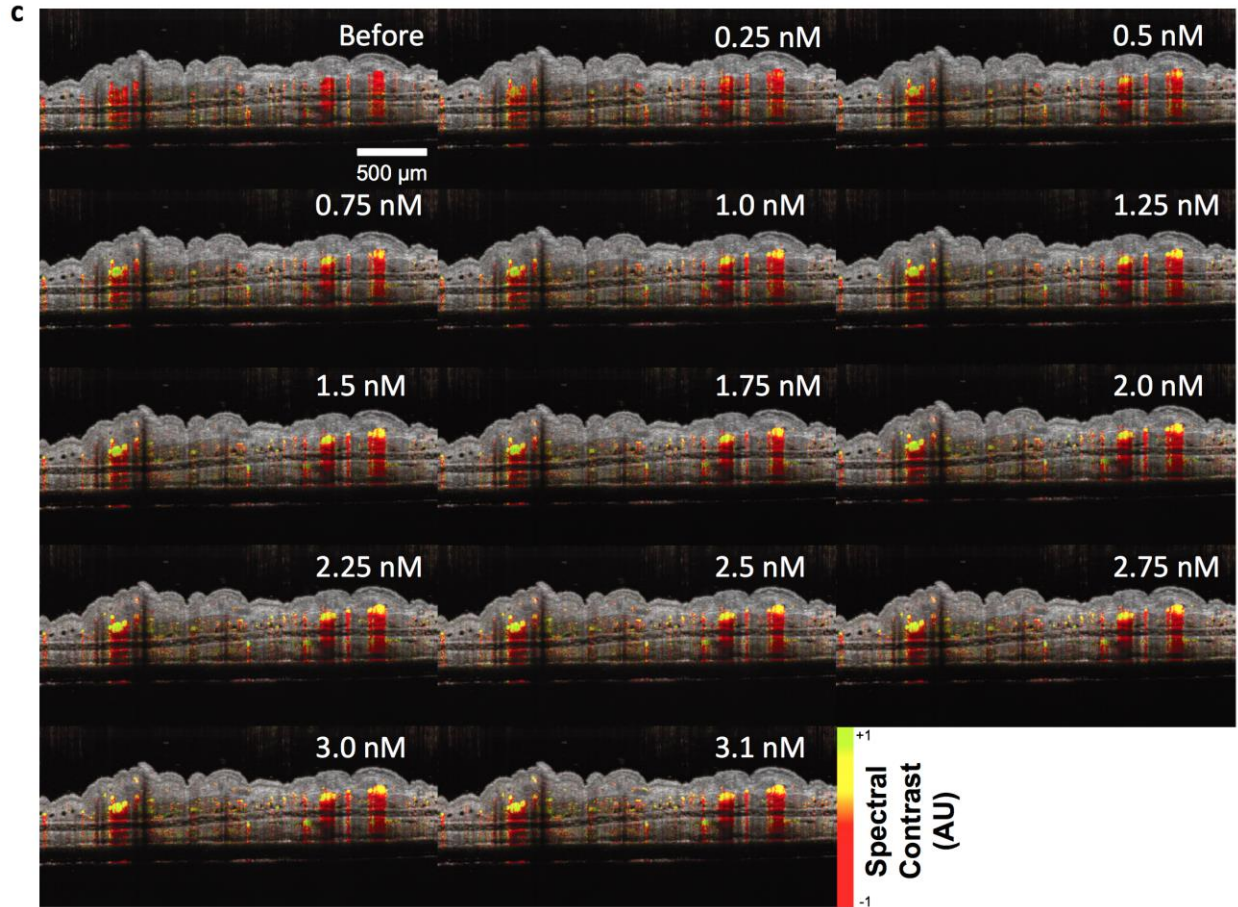 c
Before
0.25 nM
0.5 nM
500 µm
0.75 nM
1.0 nM
1.25 nM
1.5 nM
1.75 nM
2.0 nM
2.25 nM
2.5 nM
2.75 nM
3.0 nM
3.1 nM
+1
Spectral
Contrast
(AU)
-1